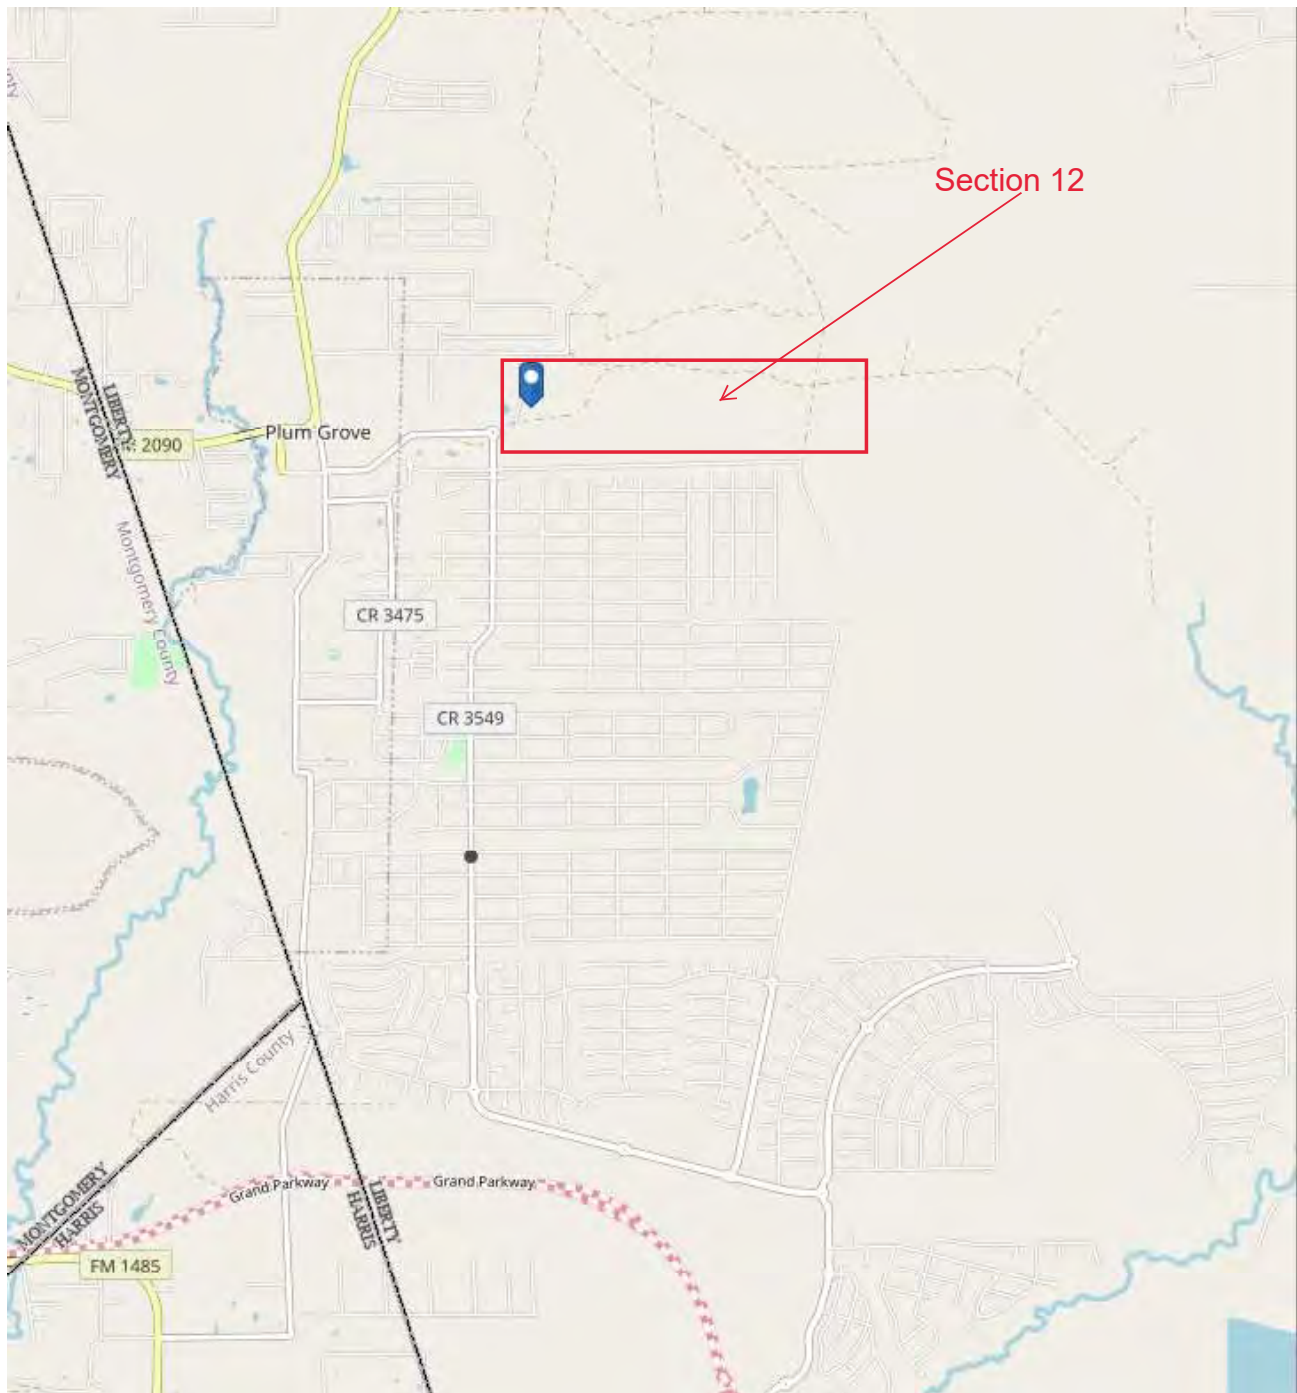 nty
Section 12
LIBERTY
MONTGOMERY
2090
Plum Grove
Montgomery County
CR 3475
CR 3549
Harris County
MONTGOMERY
HARRIS
Grand Parkway
Grand Parkway
LIBERTY
HARRIS
FM 1485